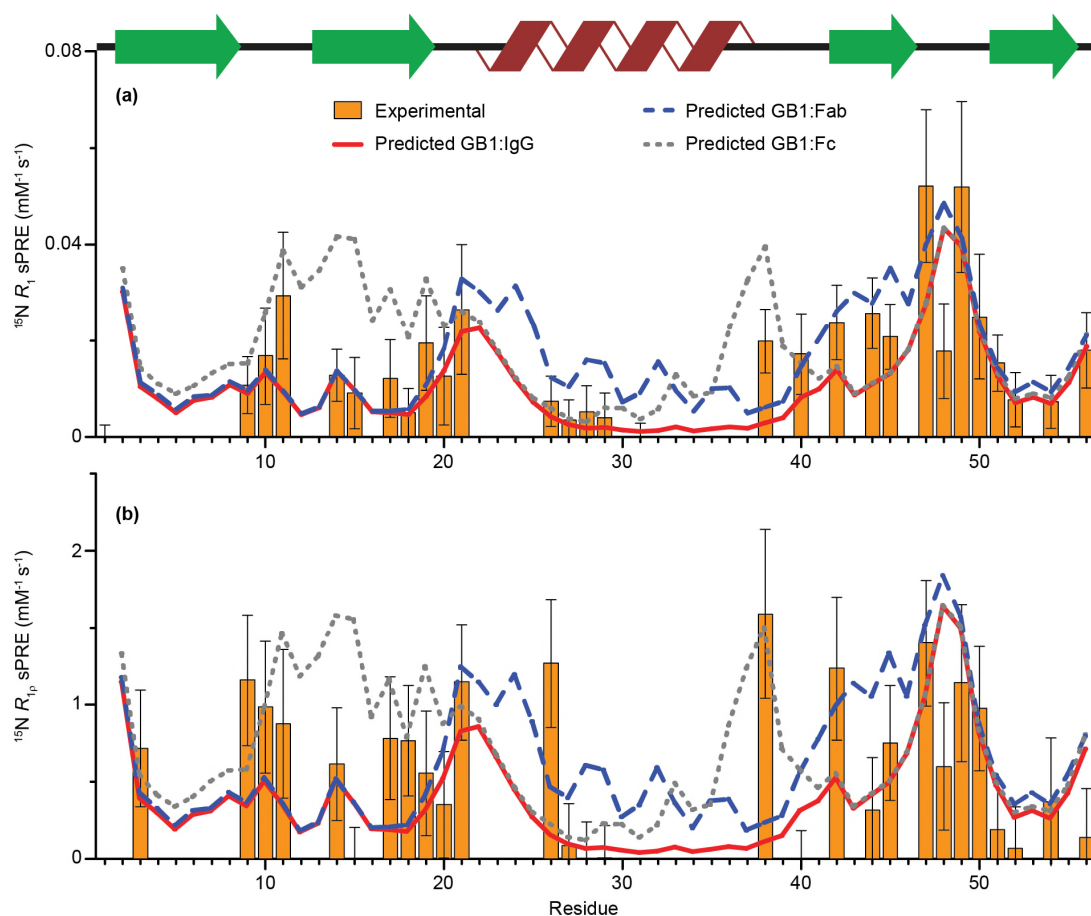 0.08
(a)
Experimental
Predicted GB1:Fab
Predicted GB1:IgG
Predicted GB1:Fc
¹⁵N R₁ sPRE (mM⁻¹ s⁻¹)
0.04
0
10
20
30
40
50
(b)
¹⁵N R₁ᵨ sPRE (mM⁻¹ s⁻¹)
2
1
0
10
20
30
40
50
Residue